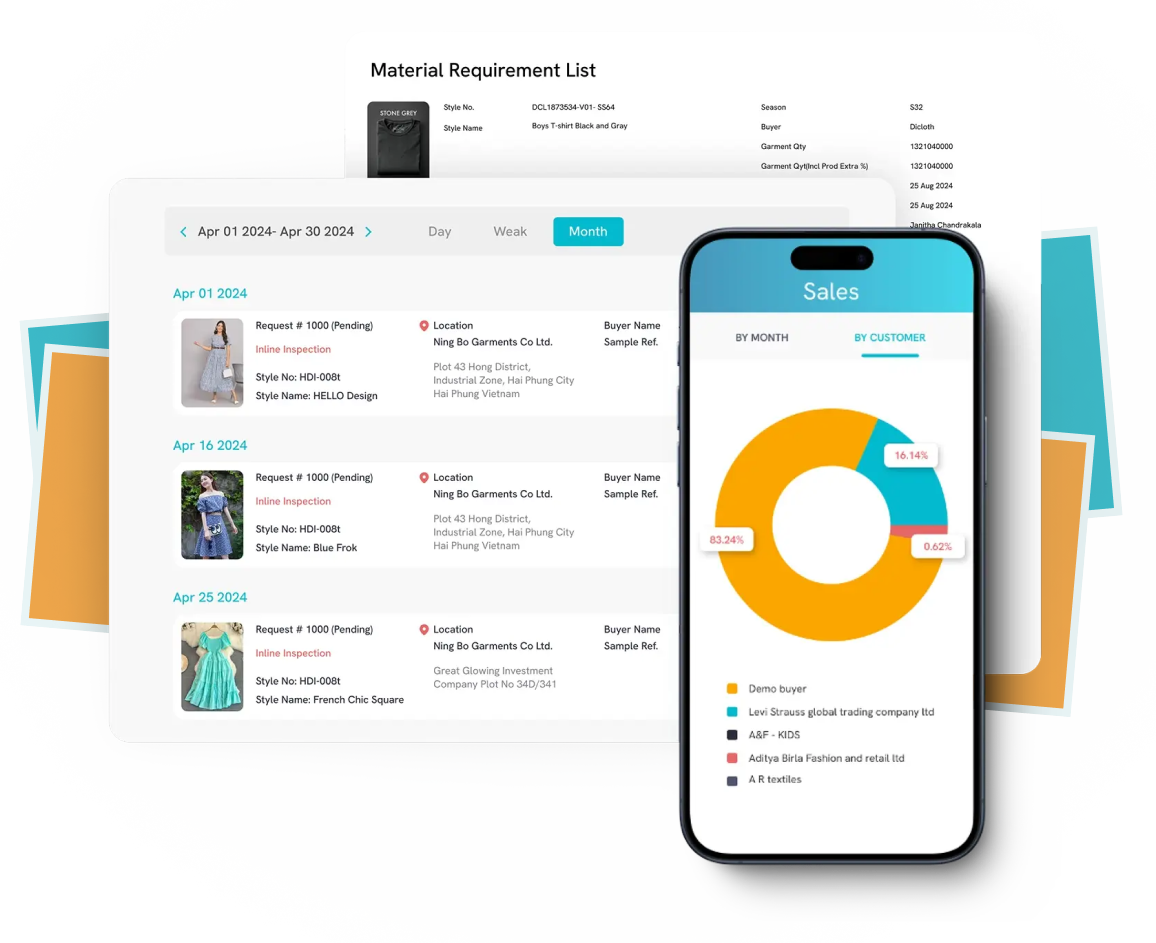 Material Requirement List
STONE GREY
Style No.
DCL1873534-V01- SS64
Season
S32
Style Name
Boys T-shirt Black and Gray
Buyer
Dicloth
Garment Qty
1321040000
Garment Qyt(Incl Prod Extra %)
1321040000
25 Aug 2024
25 Aug 2024
Janitha Chandrakala
Apr 01 2024- Apr 30 2024
Day
Weak
Month
Apr 01 2024
Request # 1000 (Pending)
Inline Inspection
Style No: HDI-008t
Style Name: HELLO Design
Location
Ning Bo Garments Co Ltd.
Plot 43 Hong District,
Industrial Zone, Hai Phung City
Hai Phung Vietnam
Buyer Name
Sample Ref.
Apr 16 2024
Request # 1000 (Pending)
Inline Inspection
Style No: HDI-008t
Style Name: Blue Frok
Location
Ning Bo Garments Co Ltd.
Plot 43 Hong District,
Industrial Zone, Hai Phung City
Hai Phung Vietnam
Buyer Name
Sample Ref.
Apr 25 2024
Request # 1000 (Pending)
Inline Inspection
Style No: HDI-008t
Style Name: French Chic Square
Location
Ning Bo Garments Co Ltd.
Great Glowing Investment
Company Plot No 34D/341
Buyer Name
Sample Ref.
Sales
BY MONTH
BY CUSTOMER
16.14%
83.24%
0.62%
Demo buyer
Levi Strauss global trading company ltd
A&F - KIDS
Aditya Birla Fashion and retail ltd
A R textiles